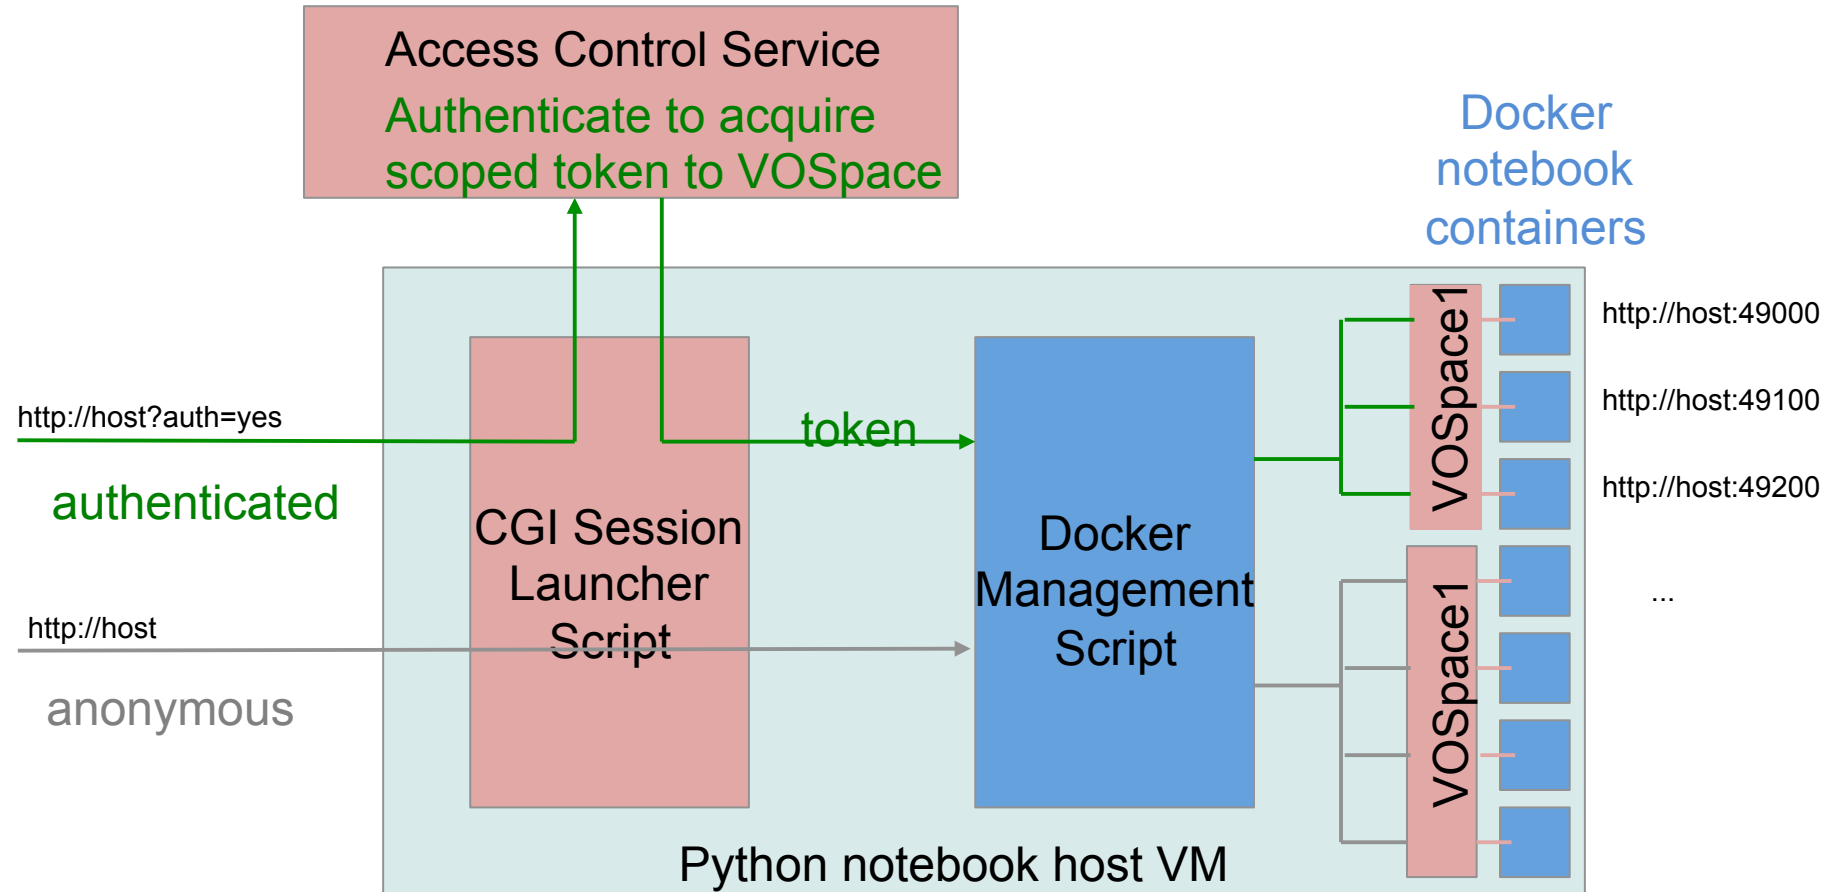 Access Control Service
Authenticate to acquire
scoped token to VOSpace
Docker
notebook
containers
http://host?auth=yes
authenticated
http://host
anonymous
CGI Session
Launcher
Script
token
Docker
Management
Script
VOSpace1
VOSpace1
http://host:49000
http://host:49100
http://host:49200
...
Python notebook host VM